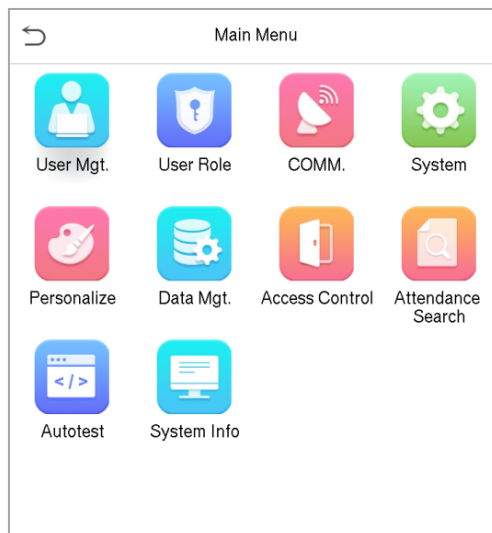 Main Menu
User Mgt.
User Role
COMM.
System
Personalize
Data Mgt.
Access Control
Attendance
Search
</>
Autotest
System Info